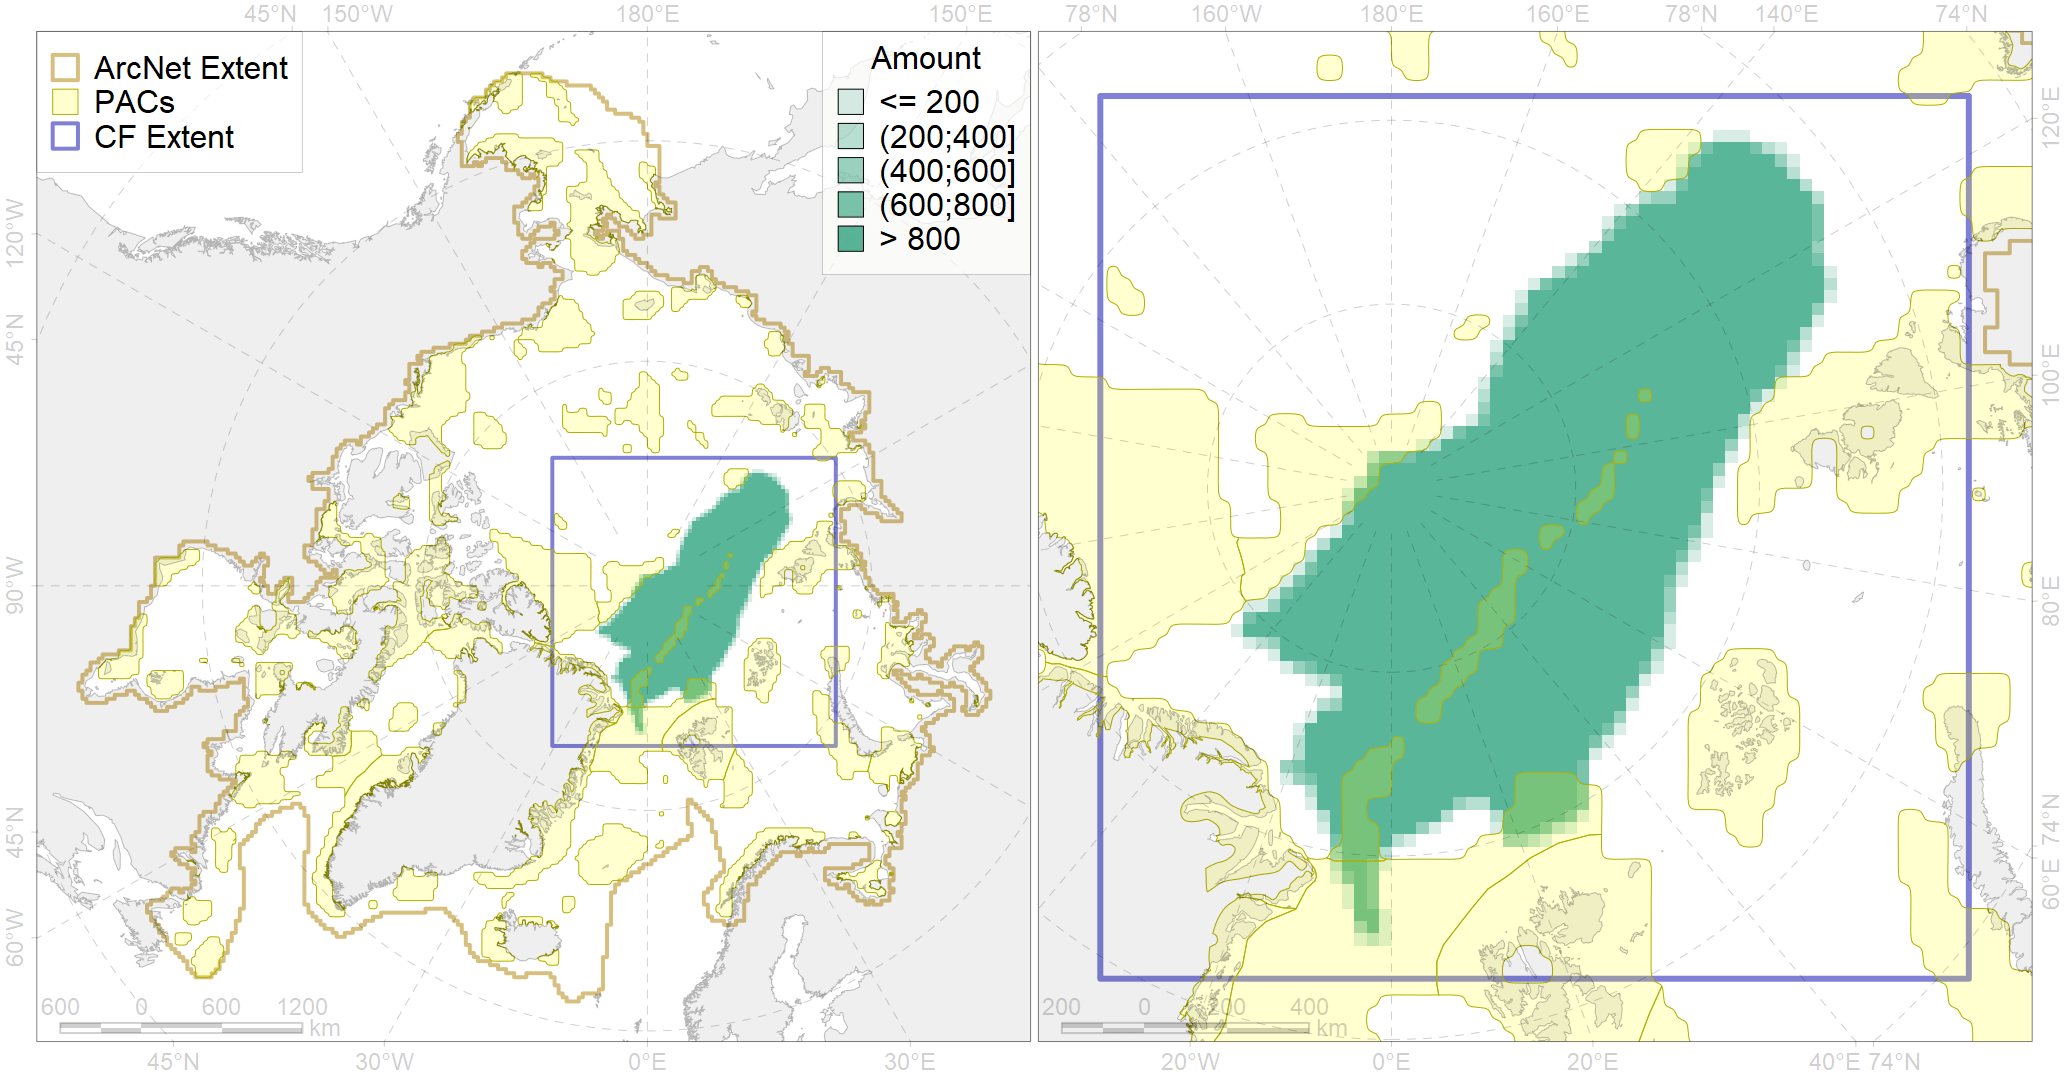 45°N 150°W 180°E 150°E 78°N 160°W 180°E 160°E 78°N 140°E 74°N
ArcNet Extent
PACs
CF Extent
Amount
<= 200
(200;400]
(400;600]
(600;800]
> 800
120°W
45°N
90°W
45°N
60°W
120°E
100°E
80°E
74°N
60°E
600 0 600 1200
km
200 0 200 400
km
45°N 30°W 0°E 30°E 20°W 0°E 20°E 40°E 74°N